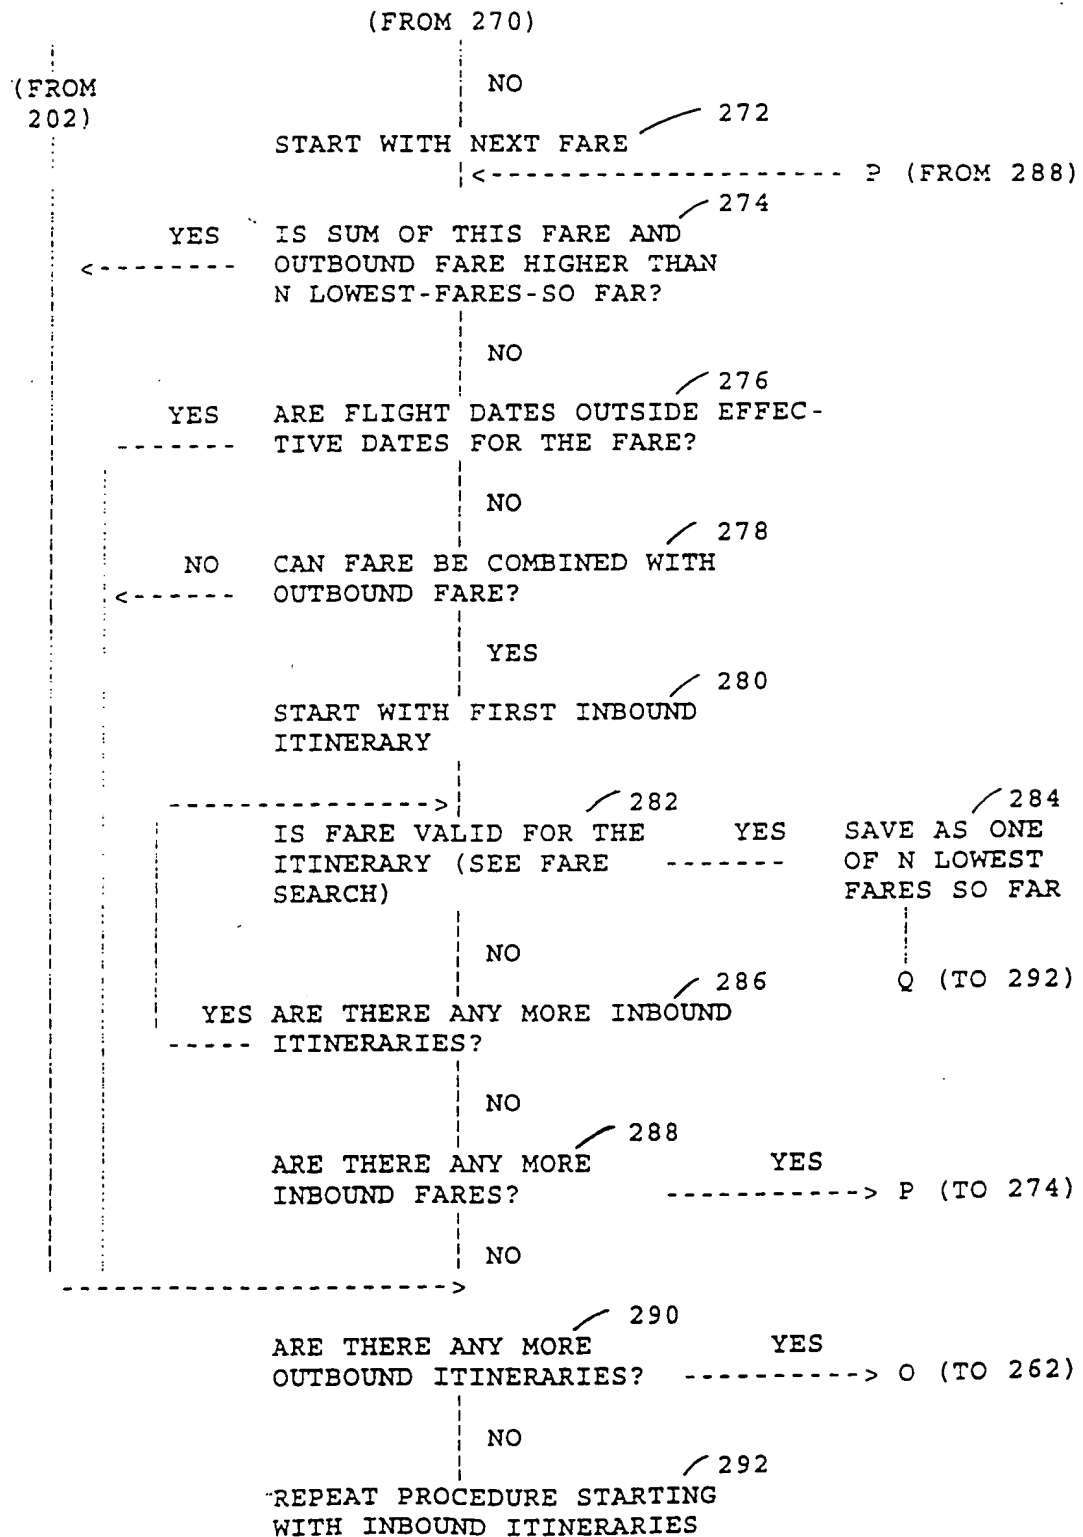 (FROM 270)
(FROM
202)
NO
272
START WITH NEXT FARE
P (FROM 288)
274
YES IS SUM OF THIS FARE AND
OUTBOUND FARE HIGHER THAN
N LOWEST-FARES-SO FAR?
NO
276
YES ARE FLIGHT DATES OUTSIDE EFFEC-
TIVE DATES FOR THE FARE?
NO
278
NO CAN FARE BE COMBINED WITH
OUTBOUND FARE?
YES
280
START WITH FIRST INBOUND
ITINERARY
282
284
IS FARE VALID FOR THE YES SAVE AS ONE
ITINERARY (SEE FARE OF N LOWEST
SEARCH) FARES SO FAR
NO
Q (TO 292)
286
YES ARE THERE ANY MORE INBOUND
ITINERARIES?
NO
288
ARE THERE ANY MORE YES
INBOUND FARES? P (TO 274)
NO
290
ARE THERE ANY MORE YES
OUTBOUND ITINERARIES? O (TO 262)
NO
292
REPEAT PROCEDURE STARTING
WITH INBOUND ITINERARIES